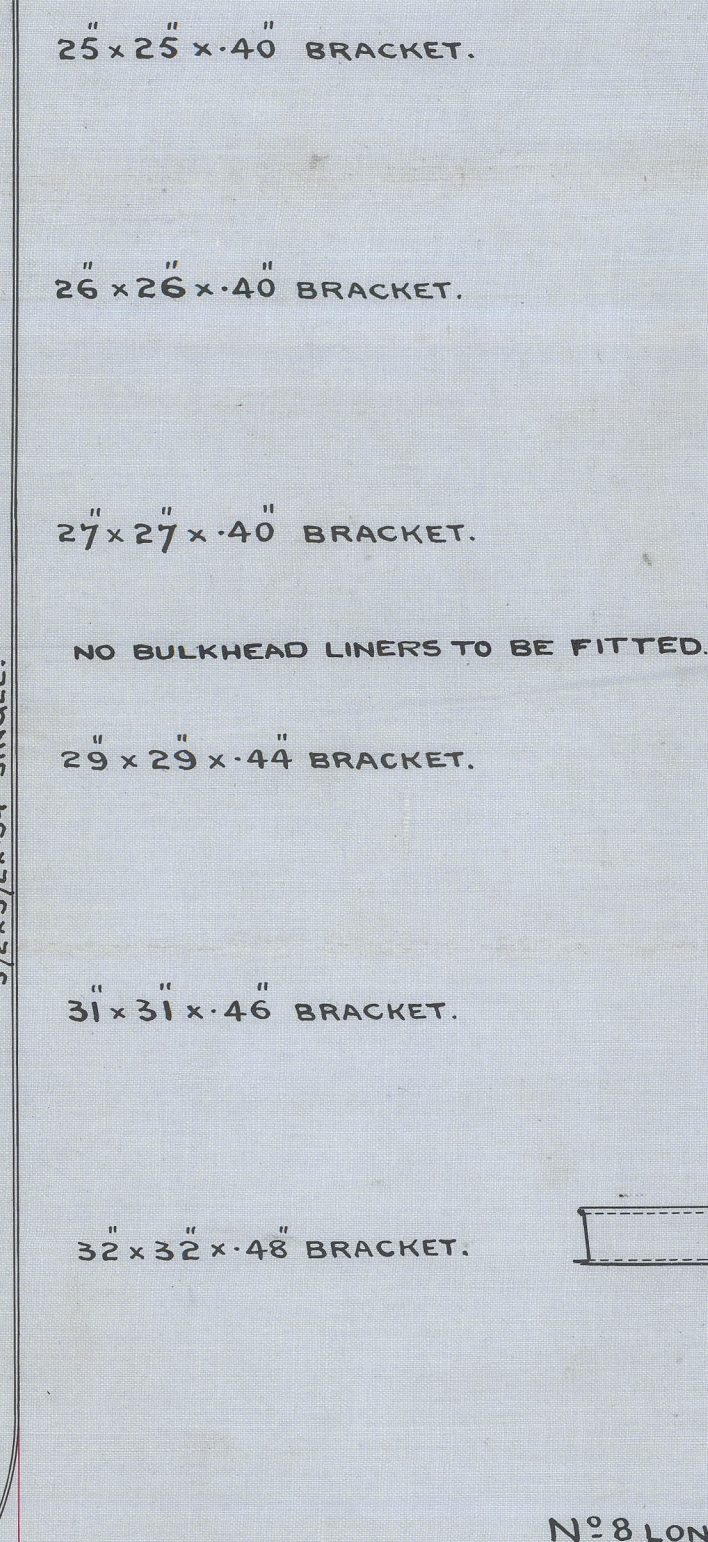 25" x 25" x .40" BRACKET.
26" x 26" x .40" BRACKET.
27" x 27" x .40" BRACKET.
NO BULKHEAD LINERS TO BE FITTED.
29" x 29" x .44" BRACKET.
31" x 31" x .46" BRACKET.
32" x 32" x .48" BRACKET.
Nº 8 LON